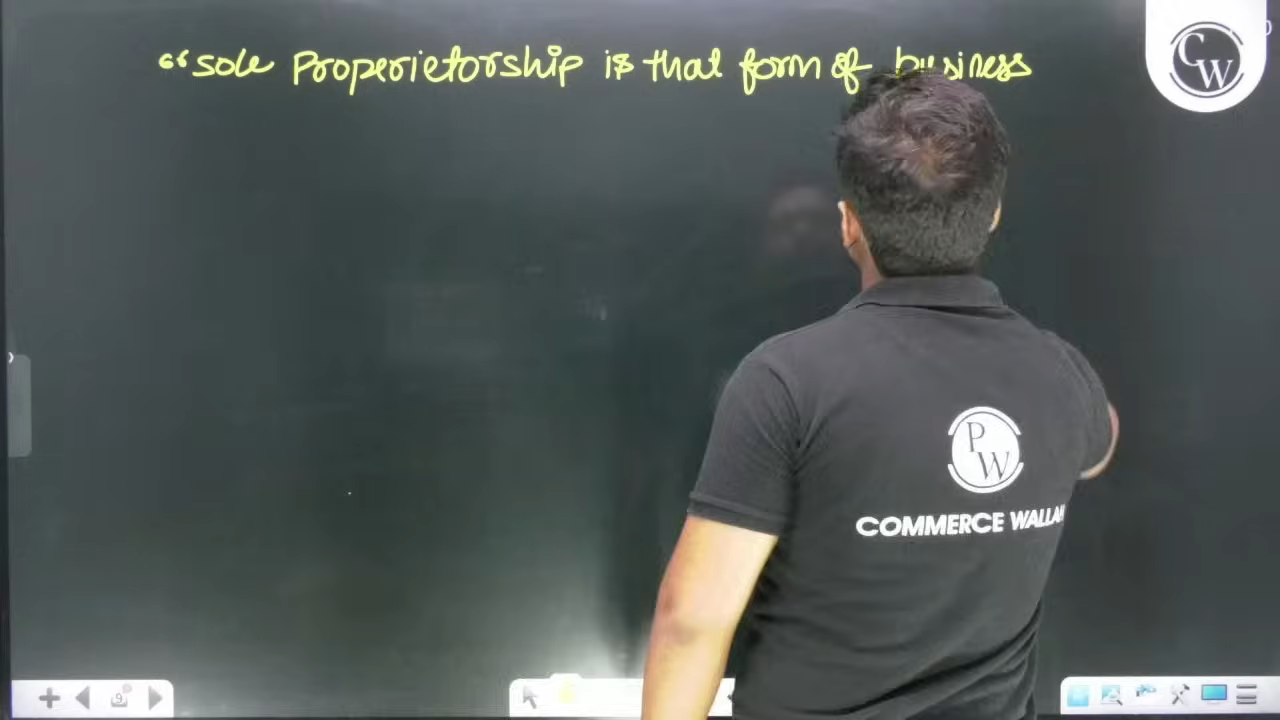 “sole Properietorship is that form of business
CW
PW
COMMERCE WALLA